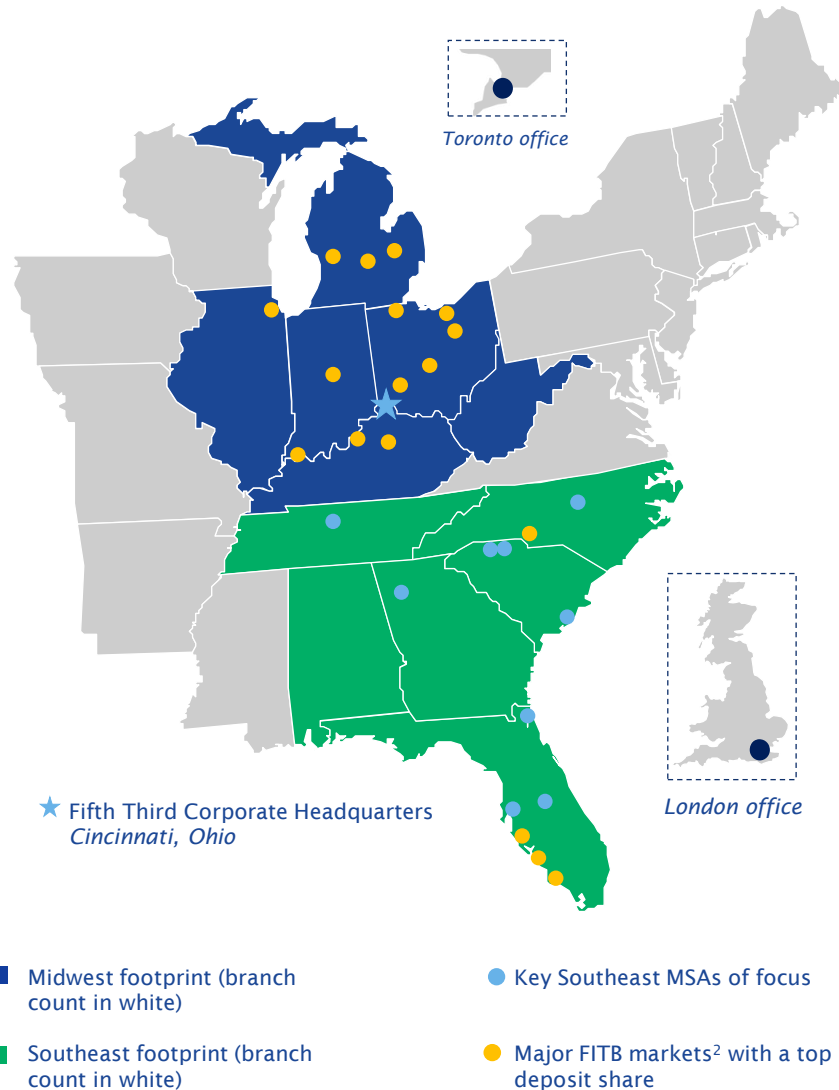 Toronto office
Fifth Third Corporate Headquarters
Cincinnati, Ohio
London office
Midwest footprint (branch
count in white)
Key Southeast MSAs of focus
Southeast footprint (branch
count in white)
Major FITB markets² with a top
deposit share